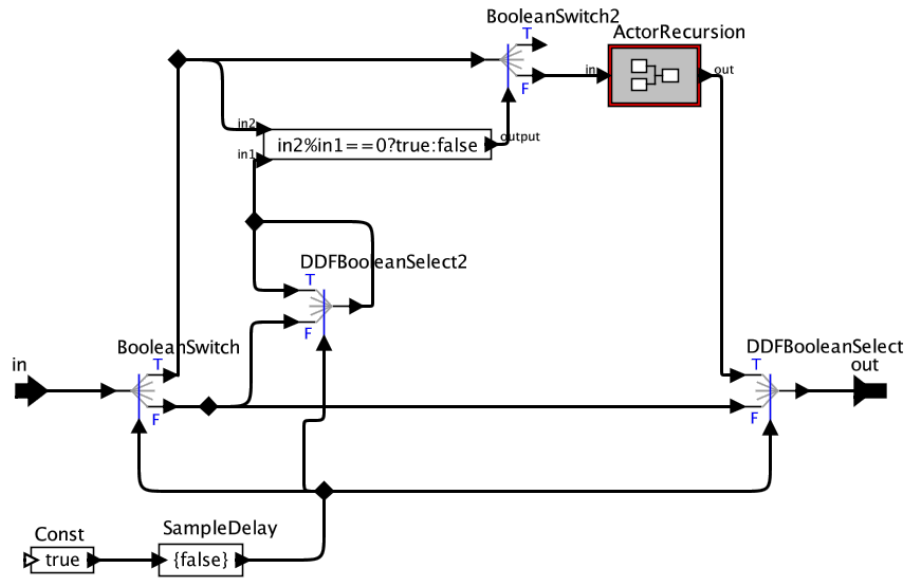 BooleanSwitch2
T
F
ActorRecursion
in
out
in2
in1
in2%in1==0?true:false
output
DDFBooleanSelect2
T
F
in
BooleanSwitch
T
F
DDFBooleanSelect
T
F
out
Const
true
SampleDelay
{false}